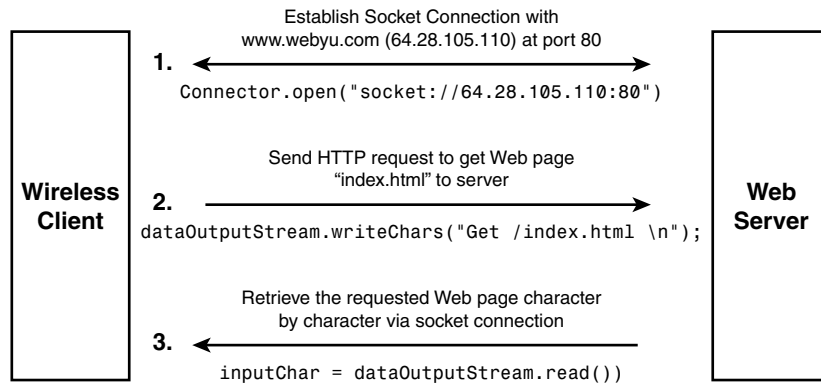 Establish Socket Connection with
www.webyu.com (64.28.105.110) at port 80
1.
Connector.open("socket://64.28.105.110:80")
Send HTTP request to get Web page
“index.html” to server
Wireless
Client
2.
Web
Server
dataOutputStream.writeChars("Get /index.html \n");
Retrieve the requested Web page character
by character via socket connection
3.
inputChar = dataOutputStream.read())